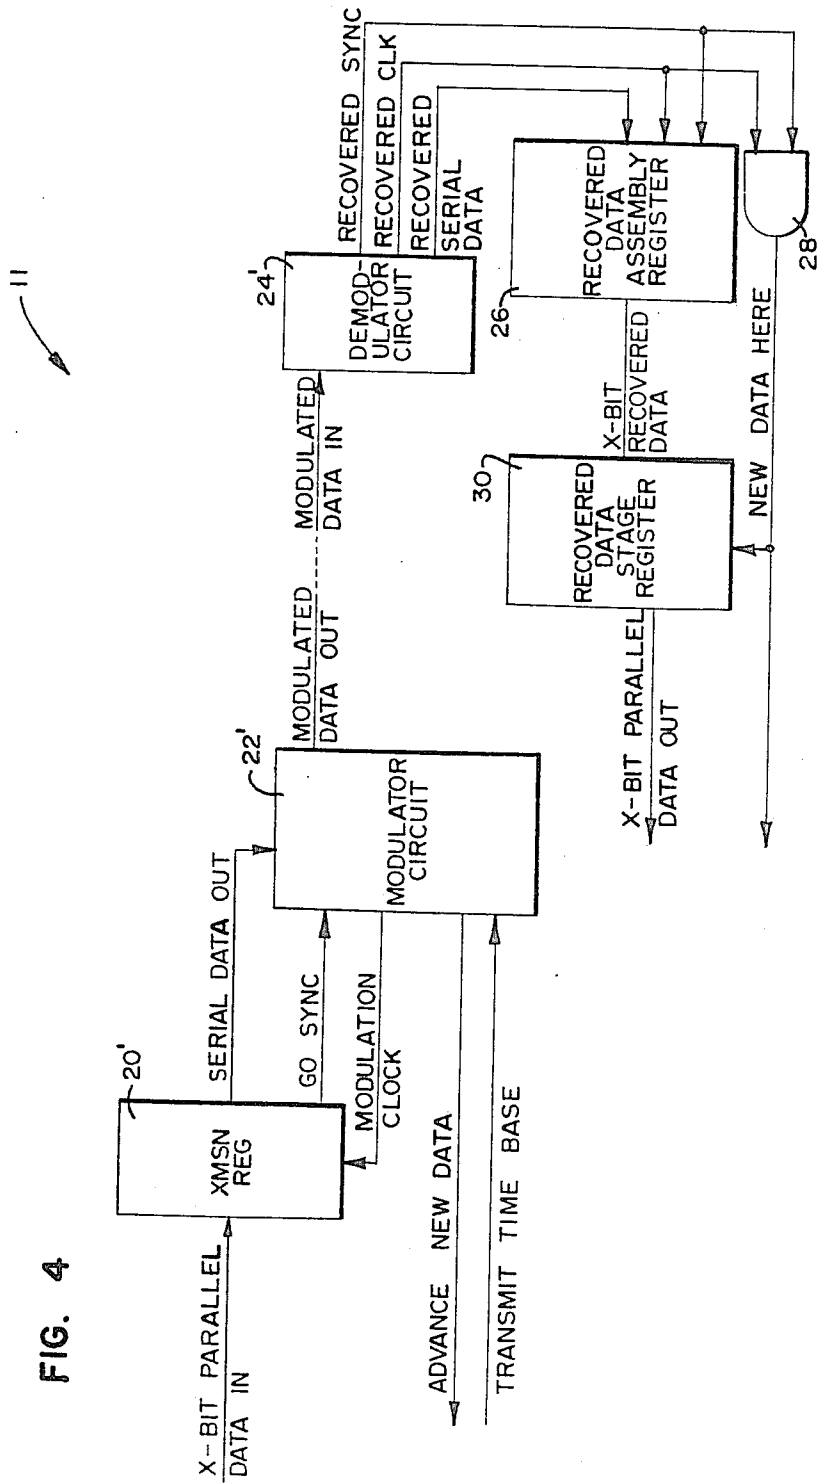 FIG. 4
11
X-BIT PARALLEL
DATA IN
20'
XMSN
REG
SERIAL DATA OUT
GO SYNC
MODULATION
CLOCK
22'
MODULATOR
CIRCUIT
ADVANCE NEW DATA
TRANSMIT TIME BASE
MODULATED
DATA OUT
MODULATED
DATA IN
24'
DEMOD-
ULATOR
CIRCUIT
RECOVERED SYNC
RECOVERED CLK
RECOVERED
SERIAL DATA
26
RECOVERED
DATA
ASSEMBLY
REGISTER
28
X-BIT
RECOVERED
DATA
30
RECOVERED
DATA
STAGE
REGISTER
NEW DATA HERE
X-BIT PARALLEL
DATA OUT